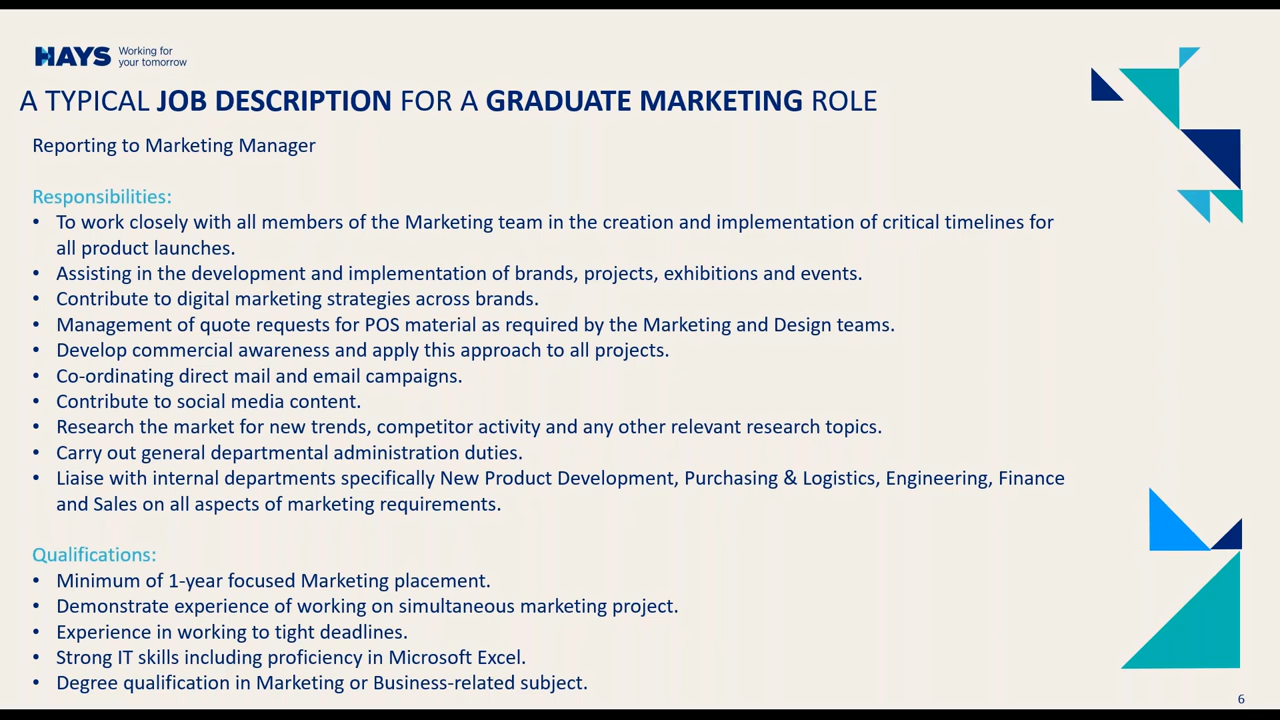 HAYS Working for
your tomorrow
A TYPICAL JOB DESCRIPTION FOR A GRADUATE MARKETING ROLE
Reporting to Marketing Manager
Responsibilities:
• To work closely with all members of the Marketing team in the creation and implementation of critical timelines for
all product launches.
• Assisting in the development and implementation of brands, projects, exhibitions and events.
• Contribute to digital marketing strategies across brands.
• Management of quote requests for POS material as required by the Marketing and Design teams.
• Develop commercial awareness and apply this approach to all projects.
• Co-ordinating direct mail and email campaigns.
• Contribute to social media content.
• Research the market for new trends, competitor activity and any other relevant research topics.
• Carry out general departmental administration duties.
• Liaise with internal departments specifically New Product Development, Purchasing & Logistics, Engineering, Finance
and Sales on all aspects of marketing requirements.
Qualifications:
• Minimum of 1-year focused Marketing placement.
• Demonstrate experience of working on simultaneous marketing project.
• Experience in working to tight deadlines.
• Strong IT skills including proficiency in Microsoft Excel.
• Degree qualification in Marketing or Business-related subject.
6